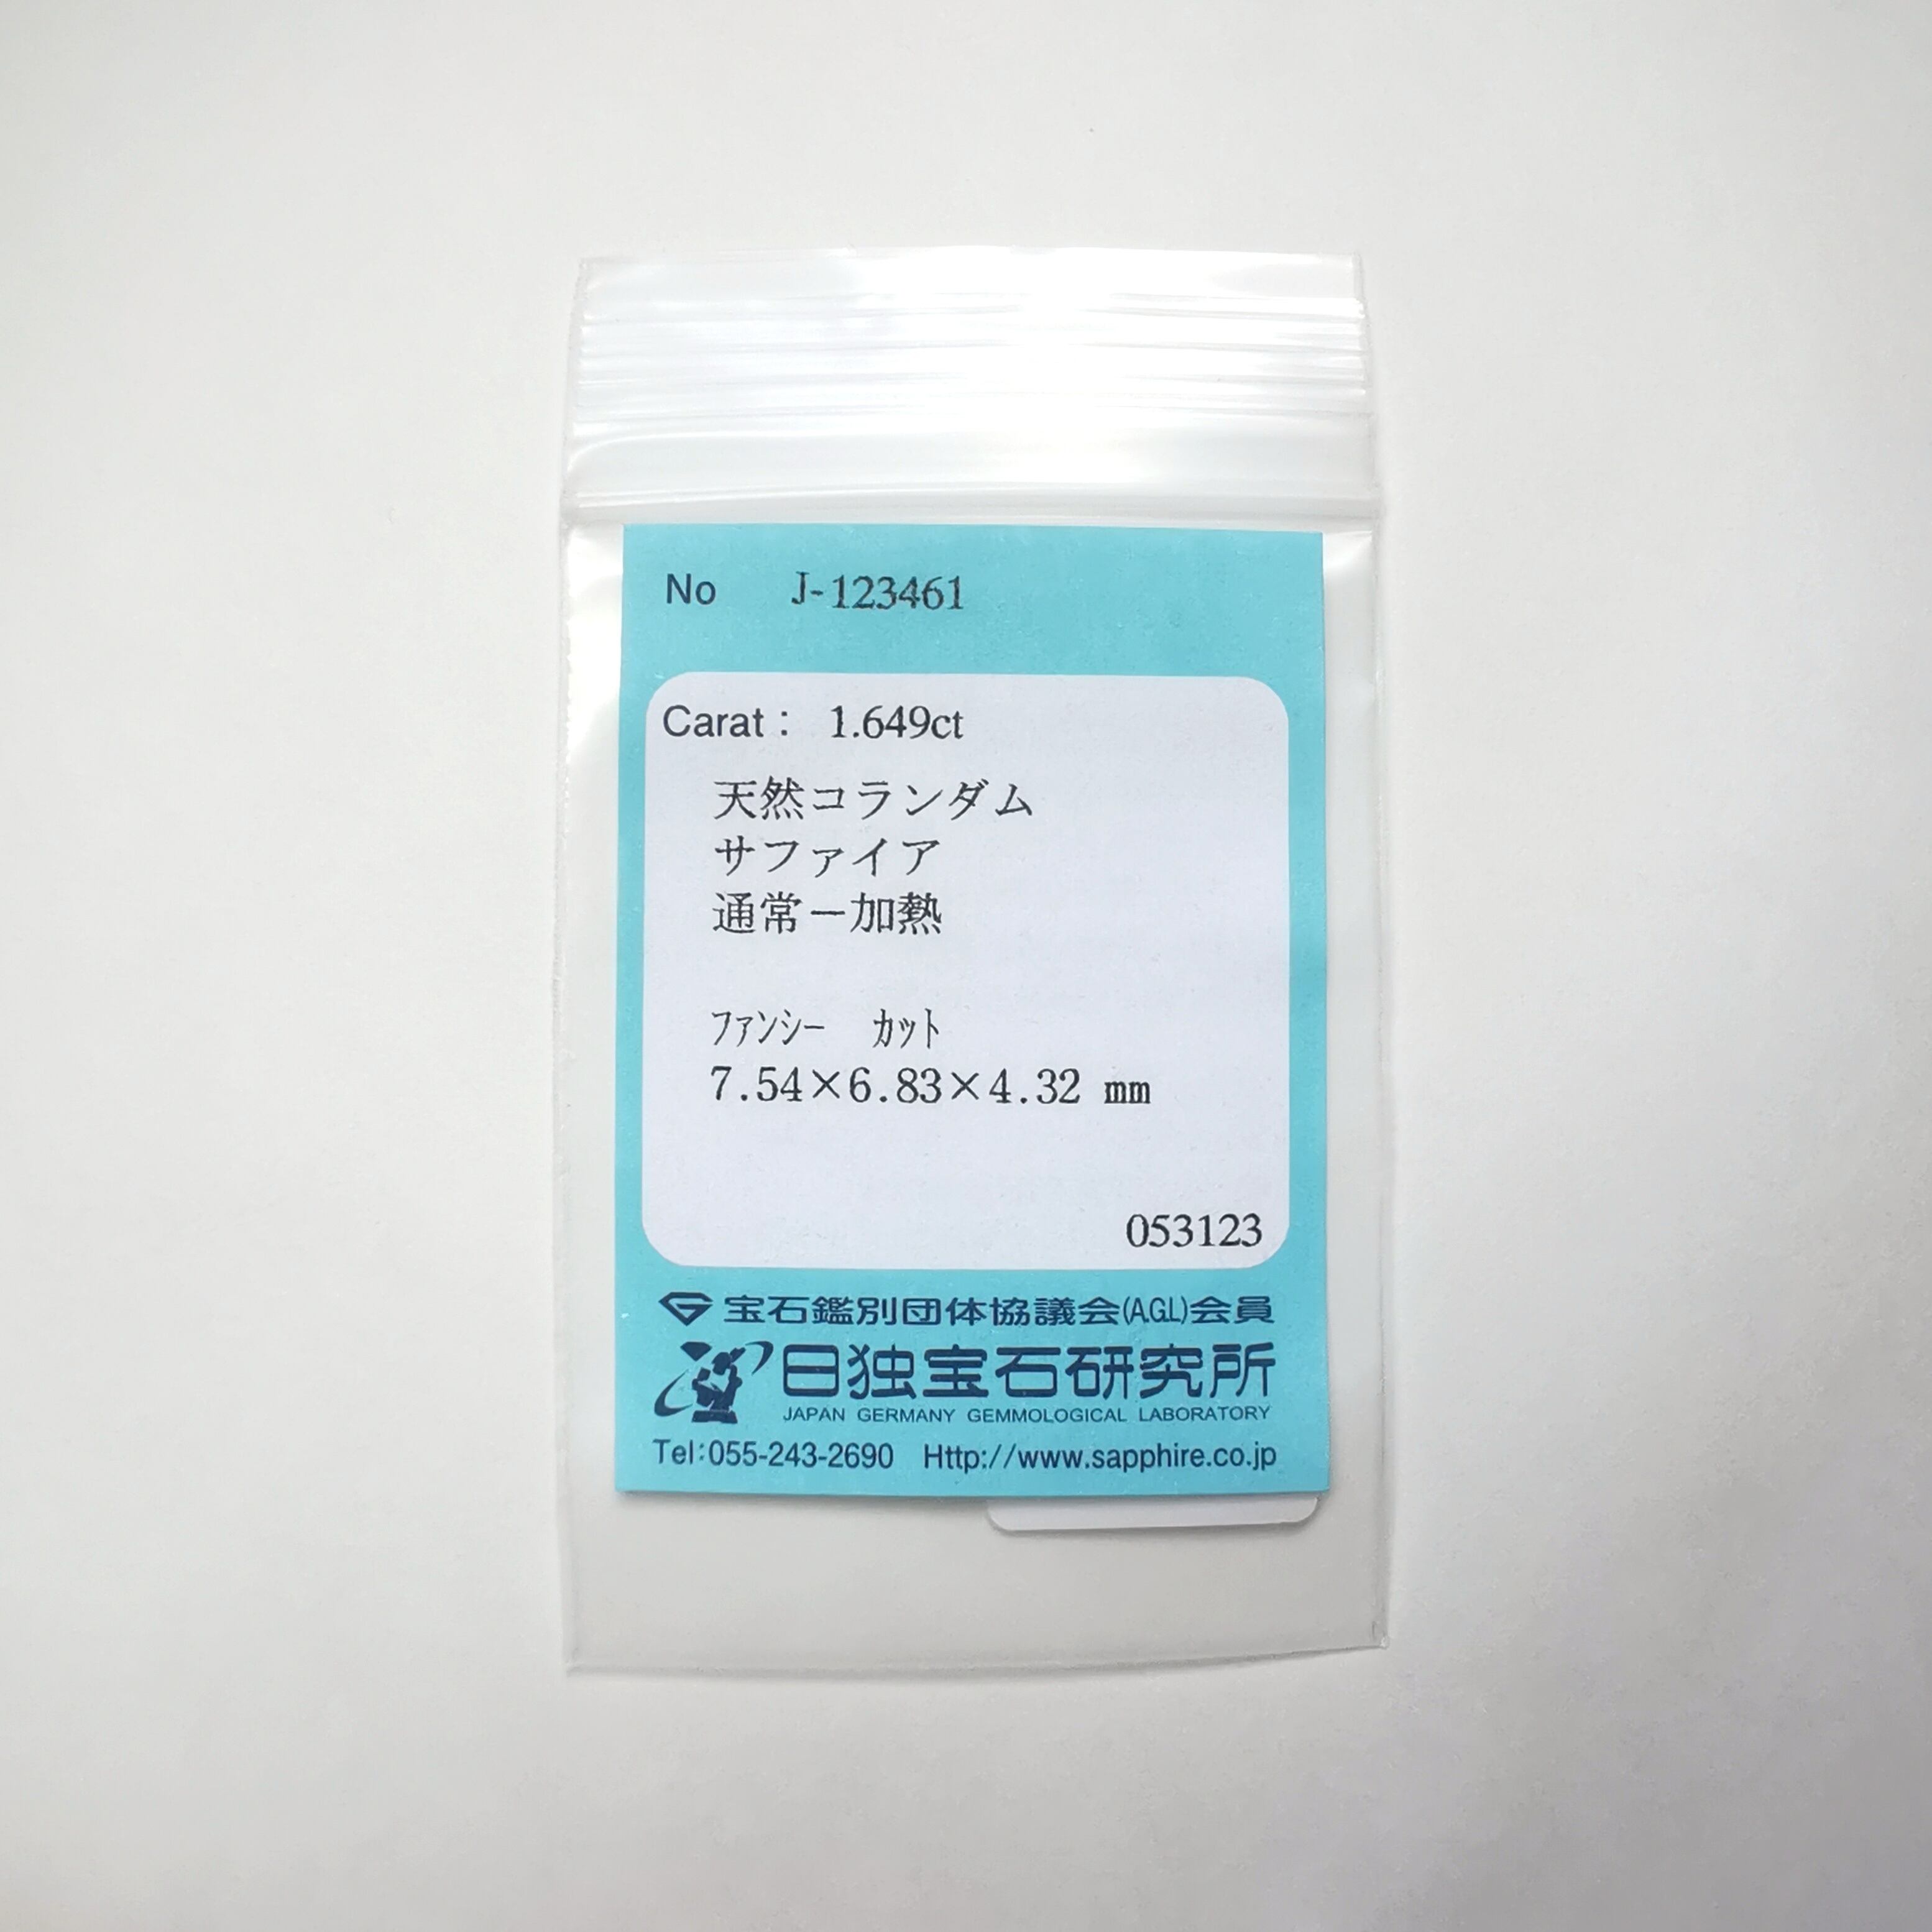 No J-123461
Carat： 1.649ct
天然コランダム
サファイア
通常－加熱
ﾌｧﾝｼｰ ｶｯﾄ
7.54×6.83×4.32 mm
053123
宝石鑑別団体協議会(AGL)会員
日独宝石研究所
JAPAN GERMANY GEMMOLOGICAL LABORATORY
Tel:055-243-2690 Http://www.sapphire.co.jp